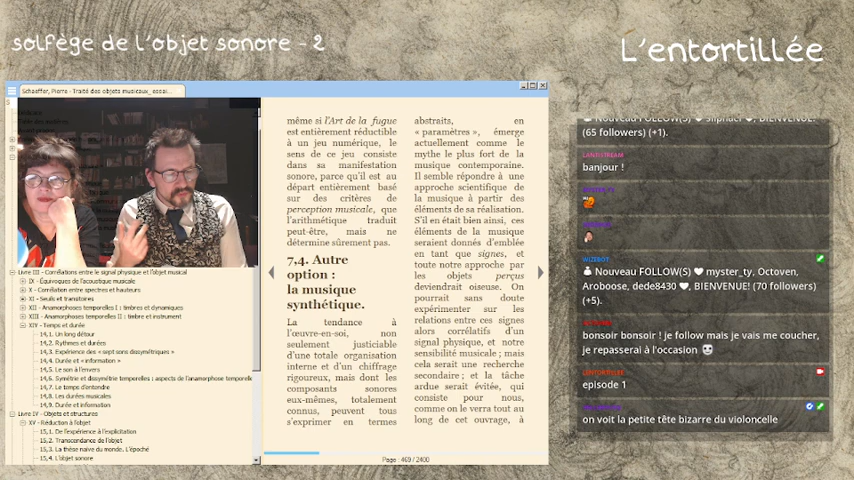 solfège de l'objet sonore - 2
L'entortillée
Schaeffer, Pierre - Traité des objets musicaux_ essai...
Livre III - Corrélations entre le signal physique et l'objet musical
IX - Équivoques de l'acoustique musicale
X - Corrélation entre spectres et hauteurs
XI - Seuils et transitoires
XII - Anamorphoses temporelles I : timbres et dynamiques
XIII - Anamorphoses temporelles II : timbre et instrument
XIV - Temps et durée
14,1. Un long détour
14,2. Rythmes et durées
14,3. Expérience des « sept sons dissymétriques »
14,4. Durée et « information »
14,5. Le son à l'envers
14,6. Symétrie et dissymétrie temporelles : aspects de l'anamorphose temporelle
14,7. Le temps d'entendre
14,8. Les durées musicales
14,9. Durée et information
Livre IV - Objets et structures
XV - Réduction à l'objet
15,1. De l'expérience à l'explicitation
15,2. Transcendance de l'objet
15,3. La thèse naïve du monde. L'époché
15,4. L'objet sonore
même si l'Art de la fugue
est entièrement réductible
à un jeu numérique, le
sens de ce jeu consiste
dans sa manifestation
sonore, parce qu'il est au
départ entièrement basé
sur des critères de
perception musicale, que
l'arithmétique traduit
peut-être, mais ne
détermine sûrement pas.
7,4. Autre
option :
la musique
synthétique.
La tendance à
l'œuvre-en-soi, non
seulement justiciable
d'une totale organisation
interne et d'un chiffrage
rigoureux, mais dont les
composants sonores
eux-mêmes, totalement
connus, peuvent tous
s'exprimer en termes
abstraits, en
« paramètres », émerge
actuellement comme le
mythe le plus fort de la
musique contemporaine.
Il semble répondre à une
approche scientifique de
la musique à partir des
éléments de sa réalisation.
S'il en était bien ainsi, ces
éléments de la musique
seraient donnés d'emblée
en tant que signes, et
toute notre approche par
les objets perçus
deviendrait oiseuse. On
pourrait sans doute
expérimenter sur les
relations entre ces signes
alors corrélatifs d'un
signal physique, et notre
sensibilité musicale ; mais
cela serait une recherche
secondaire ; et la tâche
ardue serait évitée, qui
consiste pour nous,
comme on le verra tout au
long de cet ouvrage, à
Page : 469 / 2400
(65 followers) (+1).
LANDSTREAM
banjour !
WIZEBOT
Nouveau FOLLOW(S) myster_ty, Octoven,
Aroboose, dede8430 , BIENVENUE! (70 followers)
(+5).
bonsoir bonsoir ! je follow mais je vais me coucher,
je repasserai à l'occasion
L'ENTORTILLEE
episode 1
on voit la petite tête bizarre du violoncelle